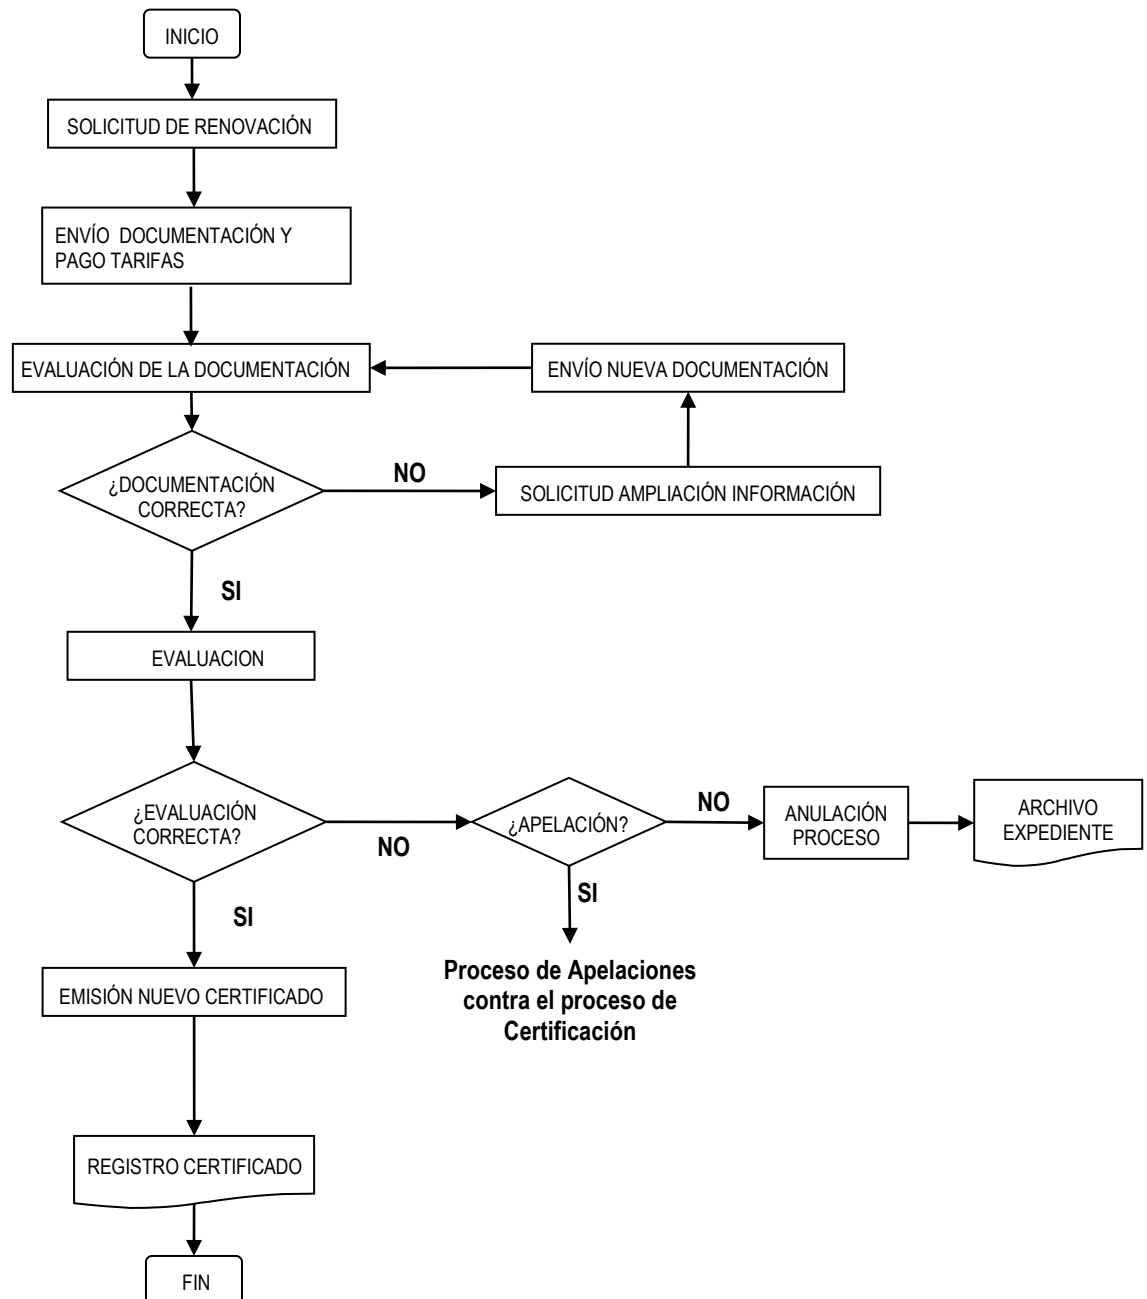 INICIO
SOLICITUD DE RENOVACIÓN
ENVÍO DOCUMENTACIÓN Y
PAGO TARIFAS
EVALUACIÓN DE LA DOCUMENTACIÓN
ENVÍO NUEVA DOCUMENTACIÓN
¿DOCUMENTACIÓN
CORRECTA?
NO
SOLICITUD AMPLIACIÓN INFORMACIÓN
SI
EVALUACION
¿EVALUACIÓN
CORRECTA?
NO
¿APELACIÓN?
NO
ANULACIÓN
PROCESO
ARCHIVO
EXPEDIENTE
SI
SI
Proceso de Apelaciones
contra el proceso de
Certificación
EMISIÓN NUEVO CERTIFICADO
REGISTRO CERTIFICADO
FIN